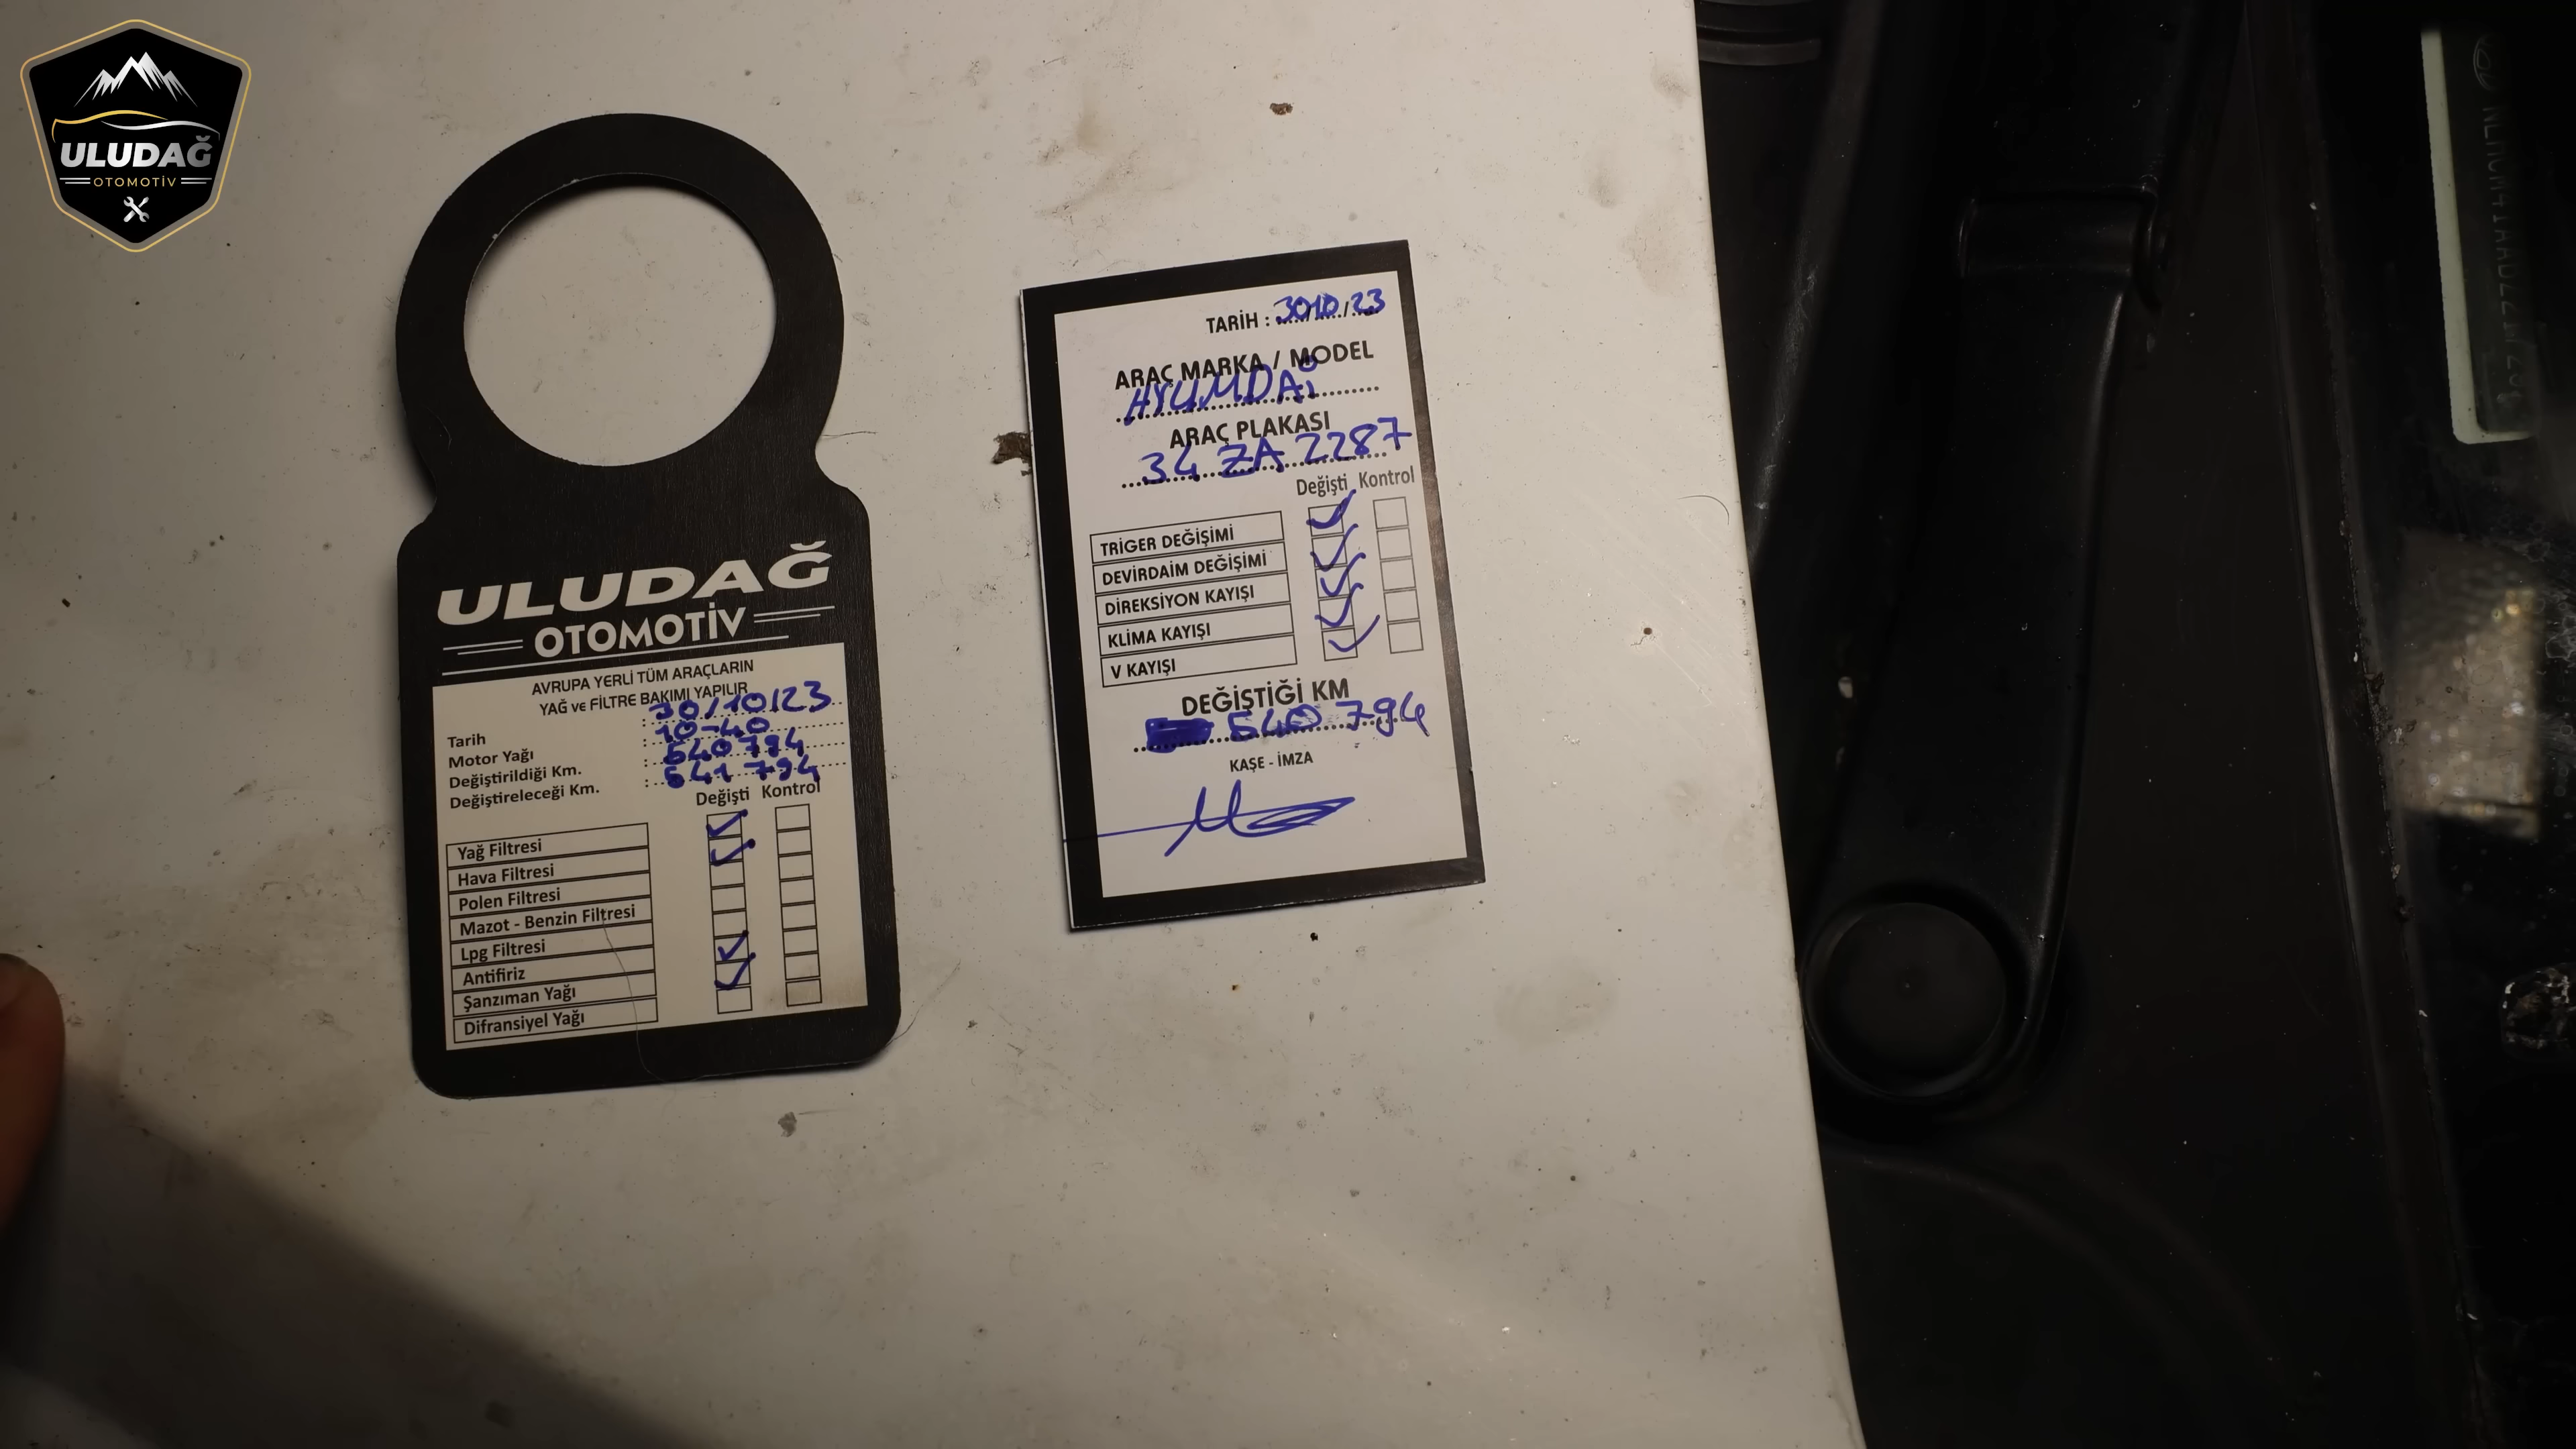 ULUDAĞ
OTOMOTİV
ULUDAĞ
OTOMOTİV
AVRUPA YERLİ TÜM ARAÇLARIN
YAĞ ve FİLTRE BAKIMI YAPILIR
Tarih : 30/10/23
Motor Yağı : 10-40
Değiştirildiği Km. : 540794
Değiştireleceği Km. : 541 794
Değişti Kontrol
Yağ Filtresi
Hava Filtresi
Polen Filtresi
Mazot - Benzin Filtresi
Lpg Filtresi
Antifiriz
Şanzıman Yağı
Difransiyel Yağı
TARİH : 30/10/23
ARAÇ MARKA / MODEL
HYUMDAİ
ARAÇ PLAKASI
34 ZA 2287
Değişti Kontrol
TRİGER DEĞİŞİMİ
DEVİRDAİM DEĞİŞİMİ
DİREKSİYON KAYIŞI
KLİMA KAYIŞI
V KAYIŞI
DEĞİŞTİĞİ KM
540 794
KAŞE - İMZA